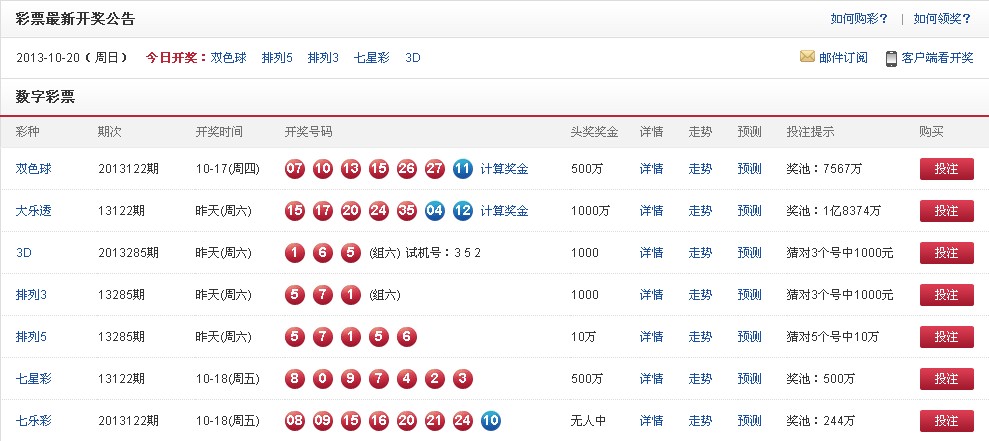 彩票最新开奖公告 如何购彩？ | 如何领奖？
2013-10-20 ( 周日 ) 今日开奖：双色球 排列5 排列3 七星彩 3D 邮件订阅 客户端看开奖
数字彩票
彩种 期次 开奖时间 开奖号码 头奖奖金 详情 走势 预测 投注提示 购买
双色球 2013122期 10-17(周四) 07 10 13 15 26 27 11 计算奖金 500万 详情 走势 预测 奖池：7567万 投注
大乐透 13122期 昨天(周六) 15 17 20 24 35 04 12 计算奖金 1000万 详情 走势 预测 奖池：1亿8374万 投注
3D 2013285期 昨天(周六) 1 6 5 (组六) 试机号：3 5 2 1000 详情 走势 预测 猜对3个号中1000元 投注
排列3 13285期 昨天(周六) 5 7 1 (组六) 1000 详情 走势 预测 猜对3个号中1000元 投注
排列5 13285期 昨天(周六) 5 7 1 5 6 10万 详情 走势 预测 猜对5个号中10万 投注
七星彩 13122期 10-18(周五) 8 0 9 7 4 2 3 500万 详情 走势 预测 奖池：500万 投注
七乐彩 2013122期 10-18(周五) 08 09 15 16 20 21 24 10 无人中 详情 走势 预测 奖池：244万 投注